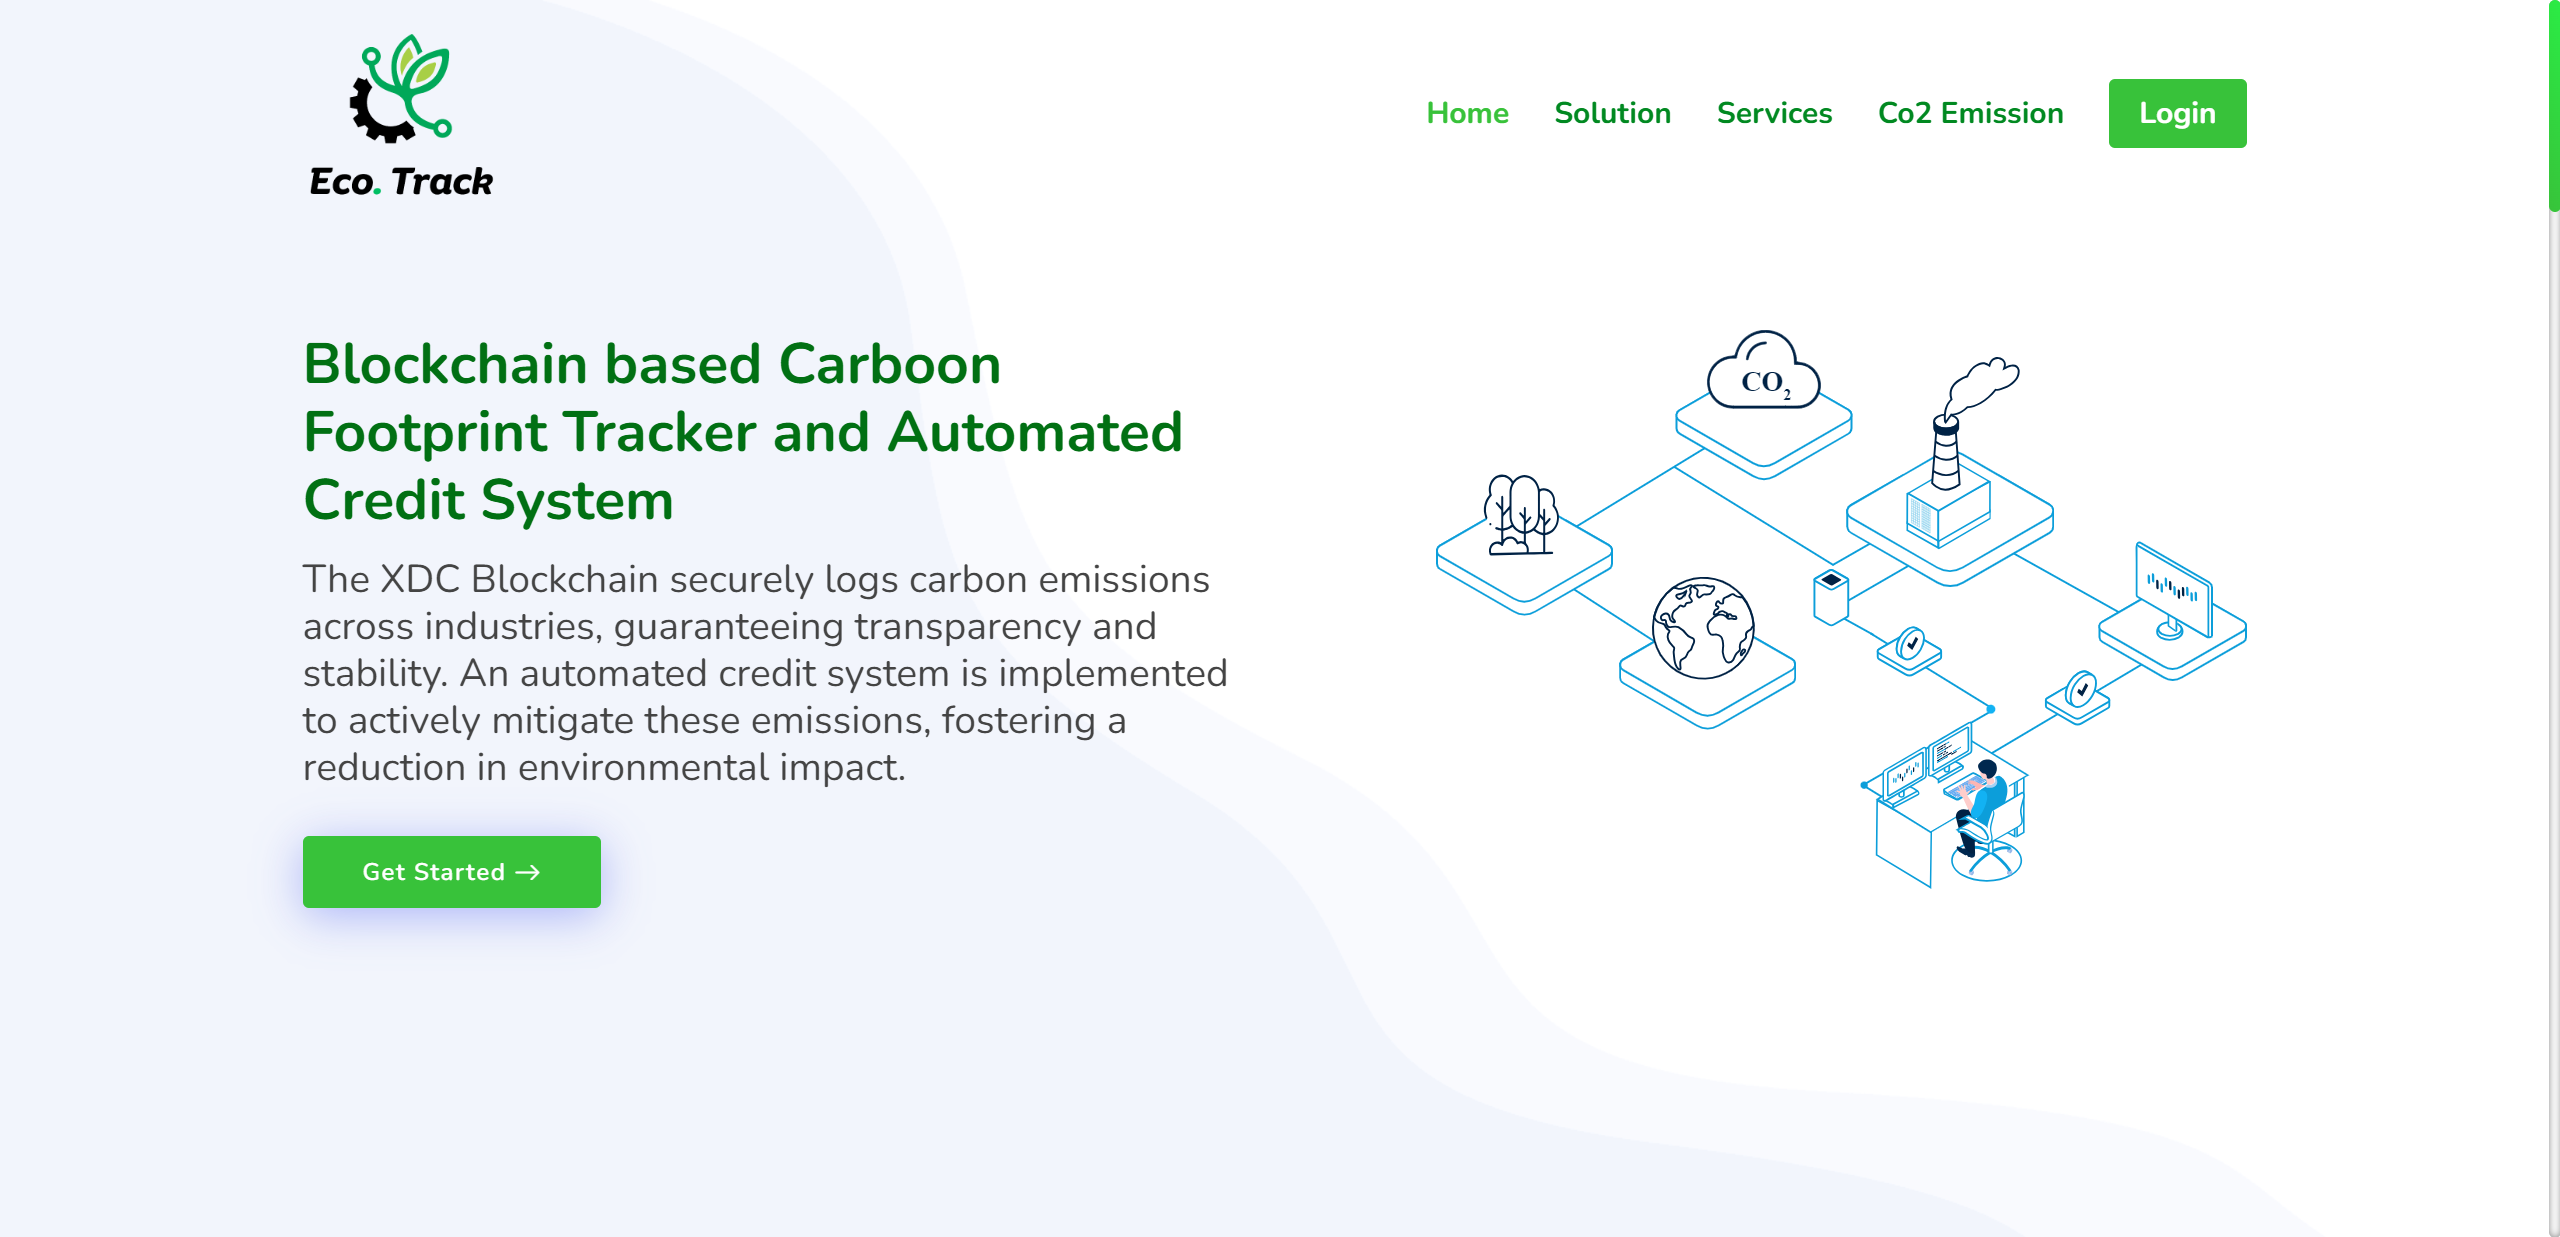 Eco. Track
Home
Solution
Services
Co2 Emission
Login
Blockchain based Carboon
Footprint Tracker and Automated
Credit System
The XDC Blockchain securely logs carbon emissions
across industries, guaranteeing transparency and
stability. An automated credit system is implemented
to actively mitigate these emissions, fostering a
reduction in environmental impact.
Get Started →
CO2